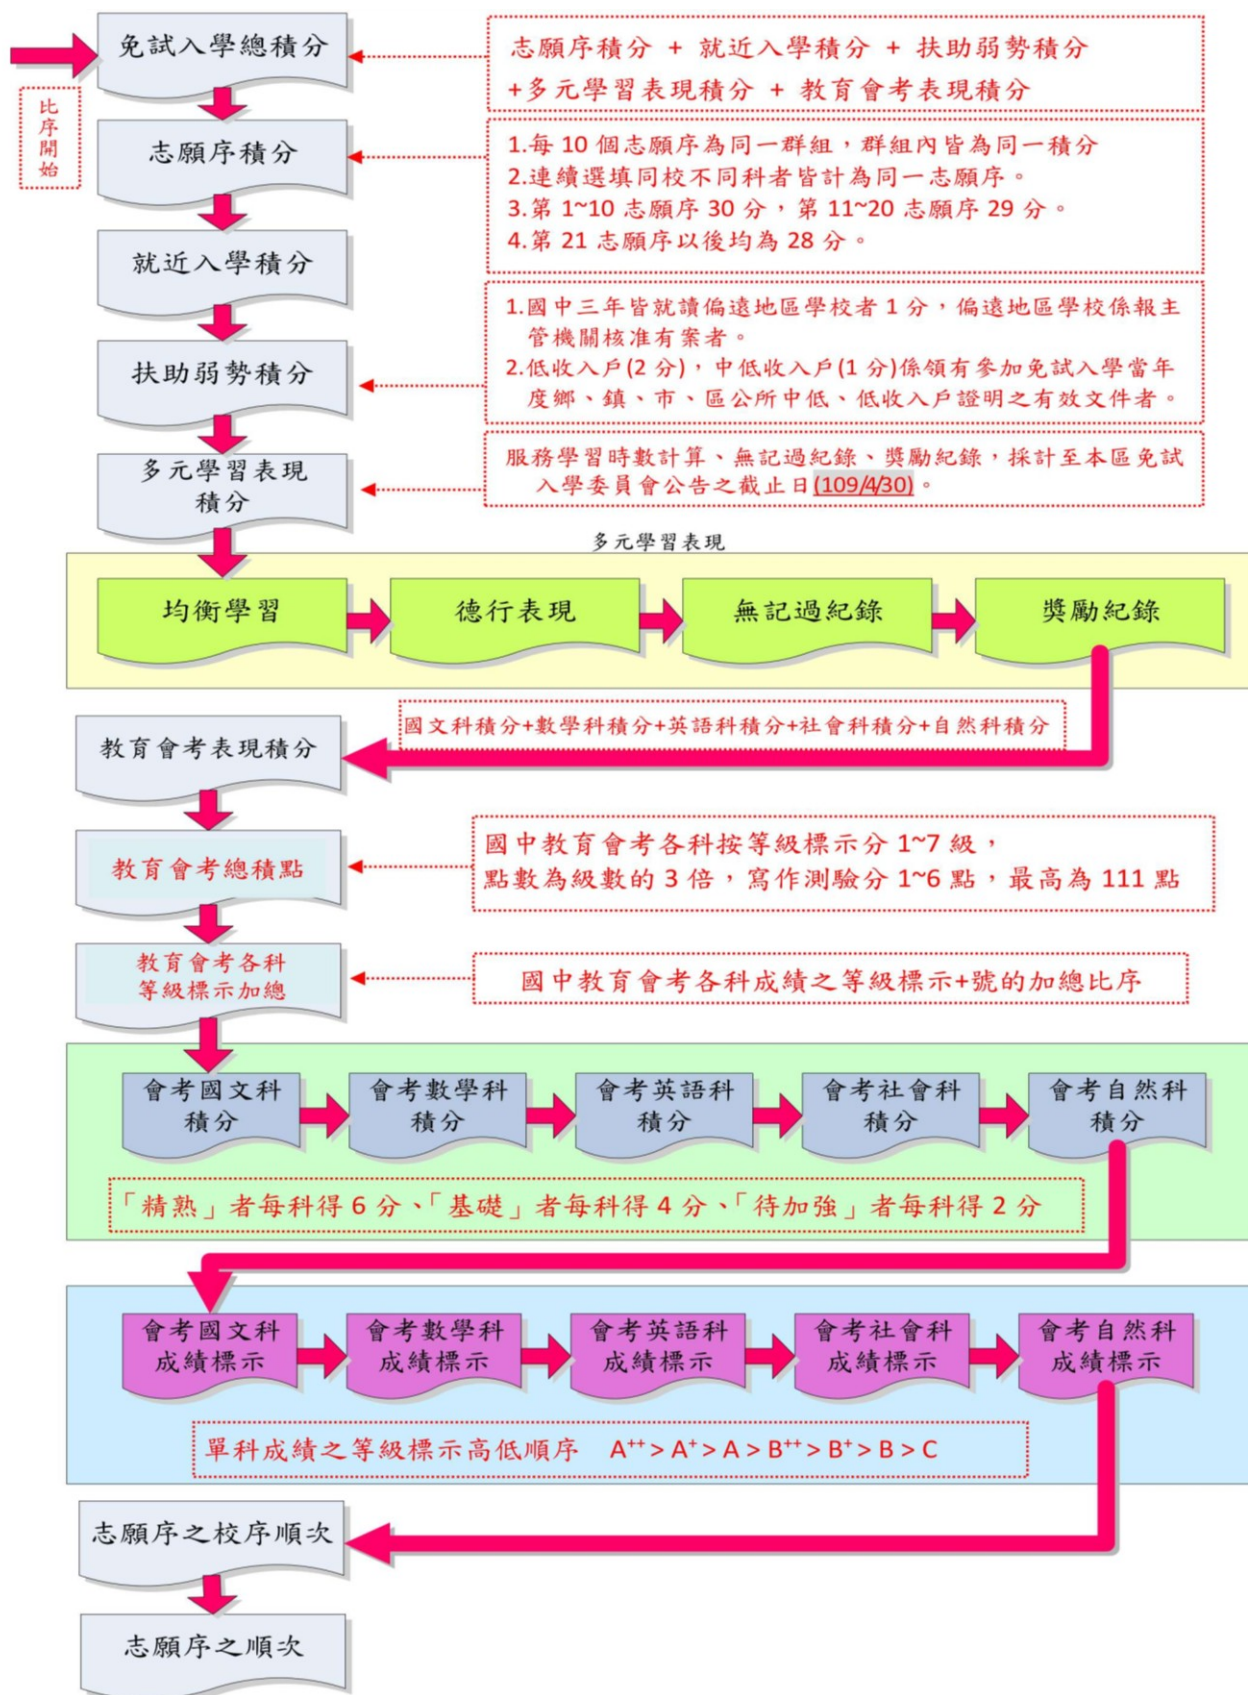 免試入學總積分
志願序積分 + 就近入學積分 + 扶助弱勢積分
+多元學習表現積分 + 教育會考表現積分
比
序
開
始
志願序積分
1.每 10 個志願序為同一群組，群組內皆為同一積分
2.連續選填同校不同科者皆計為同一志願序。
3.第 1~10 志願序 30 分，第 11~20 志願序 29 分。
4.第 21 志願序以後均為 28 分。
就近入學積分
扶助弱勢積分
1.國中三年皆就讀偏遠地區學校者 1 分，偏遠地區學校係報主
管機關核准有案者。
2.低收入戶(2 分)，中低收入戶(1 分)係領有參加免試入學當年
度鄉、鎮、市、區公所中低、低收入戶證明之有效文件者。
多元學習表現
積分
服務學習時數計算、無記過紀錄、獎勵紀錄，採計至本區免試
入學委員會公告之截止日(109/4/30)。
多元學習表現
均衡學習
德行表現
無記過紀錄
獎勵紀錄
國文科積分+數學科積分+英語科積分+社會科積分+自然科積分
教育會考表現積分
教育會考總積點
國中教育會考各科按等級標示分 1~7 級，
點數為級數的 3 倍，寫作測驗分 1~6 點，最高為 111 點
教育會考各科
等級標示加總
國中教育會考各科成績之等級標示+號的加總比序
會考國文科
積分
會考數學科
積分
會考英語科
積分
會考社會科
積分
會考自然科
積分
「精熟」者每科得 6 分、「基礎」者每科得 4 分、「待加強」者每科得 2 分
會考國文科
成績標示
會考數學科
成績標示
會考英語科
成績標示
會考社會科
成績標示
會考自然科
成績標示
單科成績之等級標示高低順序 A⁺⁺ > A⁺ > A > B⁺⁺ > B⁺ > B > C
志願序之校序順次
志願序之順次